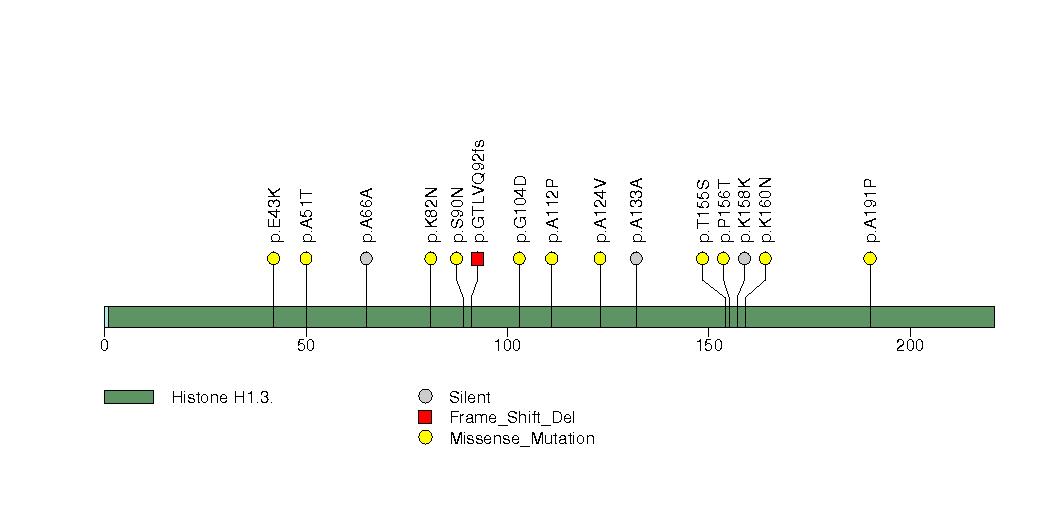 p.E43K
p.A51T
p.A66A
p.K82N
p.S90N
p.GTLVQ92fs
p.G104D
p.A112P
p.A124V
p.A133A
p.T155S
p.P156T
p.K158K
p.K160N
p.A191P
0 50 100 150 200
Histone H1.3.
Silent
Frame_Shift_Del
Missense_Mutation